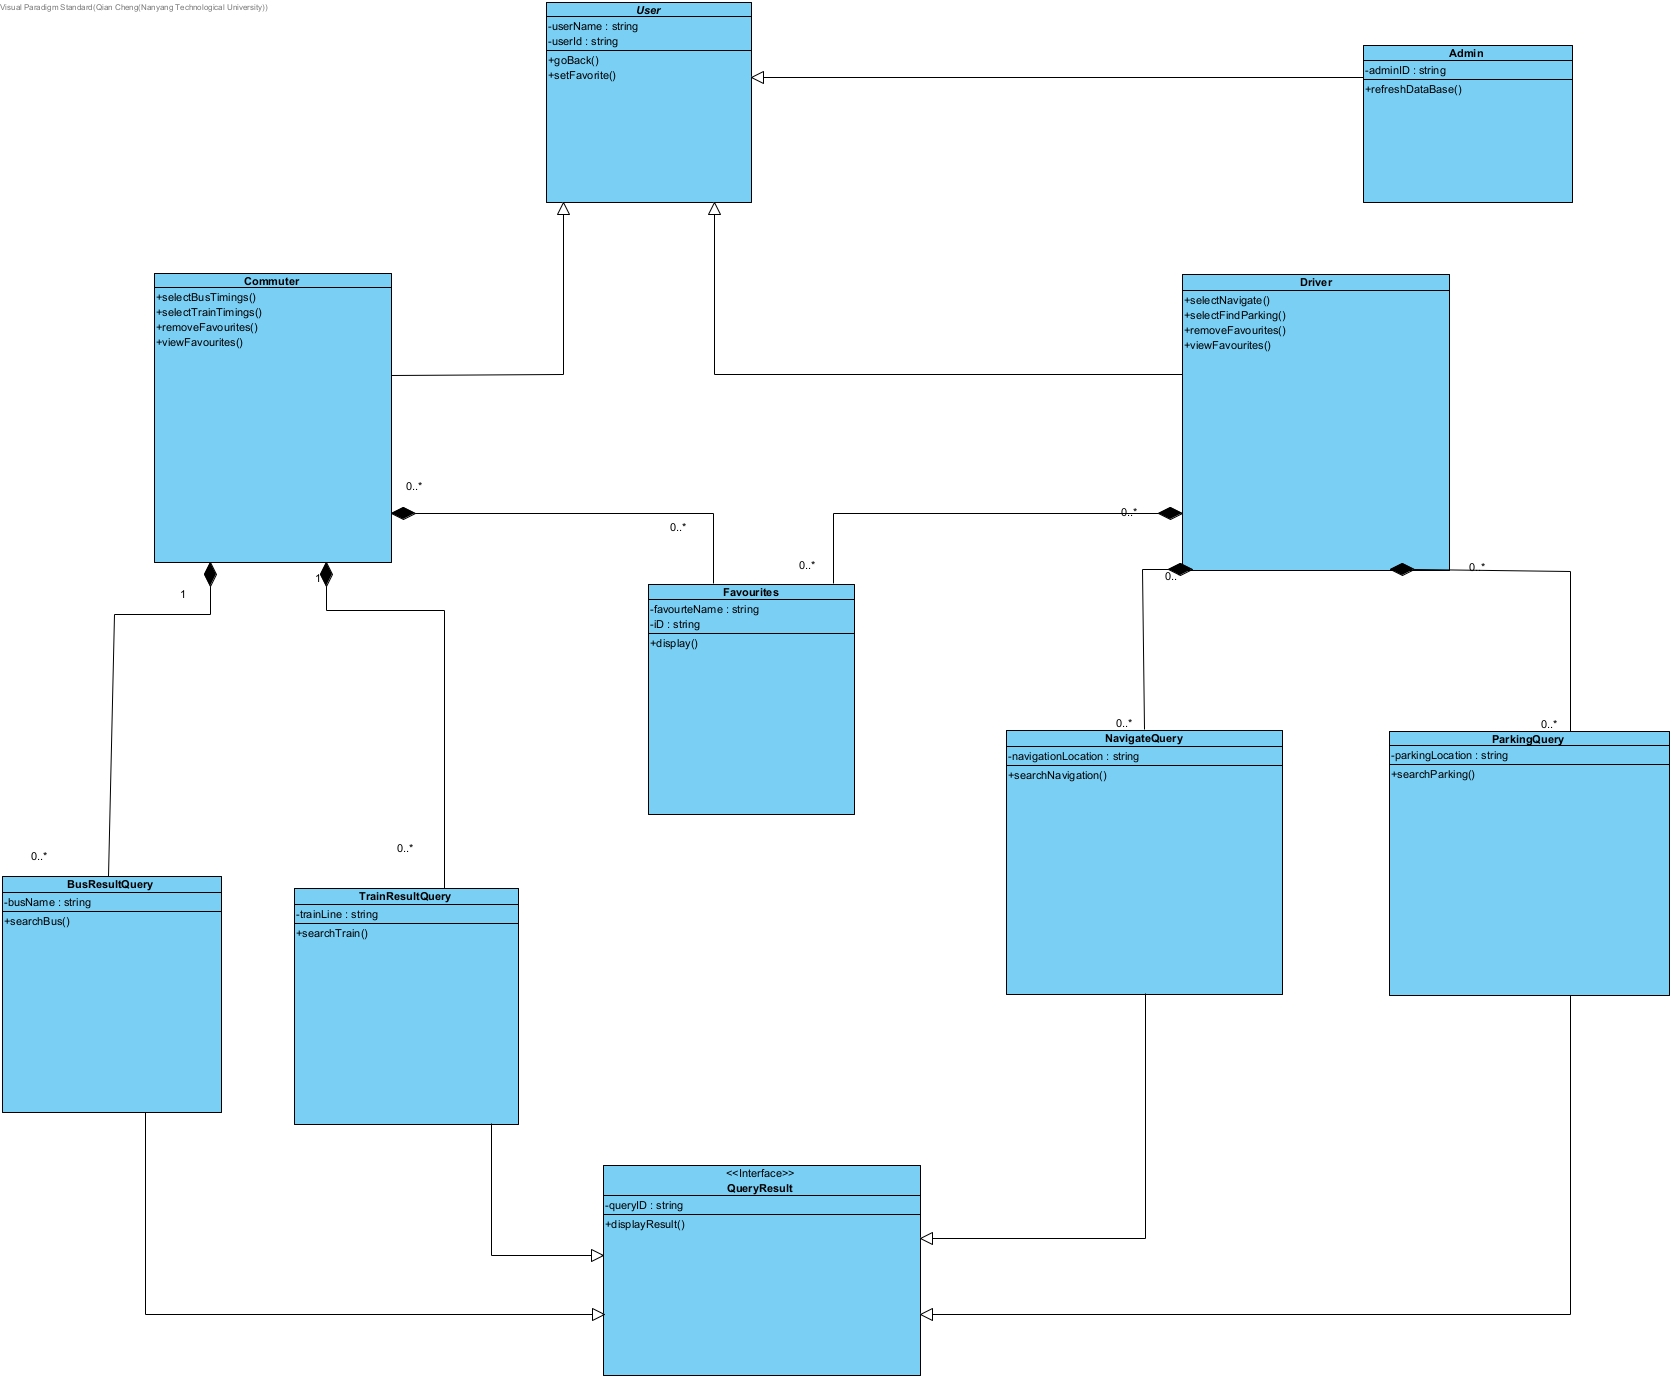 Visual Paradigm Standard(Qian Cheng(Nanyang Technological University))
User
-userName : string
-userId : string
+goBack()
+setFavorite()
Admin
-adminID : string
+refreshDataBase()
Commuter
+selectBusTimings()
+selectTrainTimings()
+removeFavourites()
+viewFavourites()
Driver
+selectNavigate()
+selectFindParking()
+removeFavourites()
+viewFavourites()
0..*
0..*
0..*
0..*
1
1
0..
0..*
Favourites
-favourteName : string
-iD : string
+display()
0..*
0..*
NavigateQuery
-navigationLocation : string
+searchNavigation()
ParkingQuery
-parkingLocation : string
+searchParking()
0..*
0..*
BusResultQuery
-busName : string
+searchBus()
TrainResultQuery
-trainLine : string
+searchTrain()
<<Interface>>
QueryResult
-queryID : string
+displayResult()